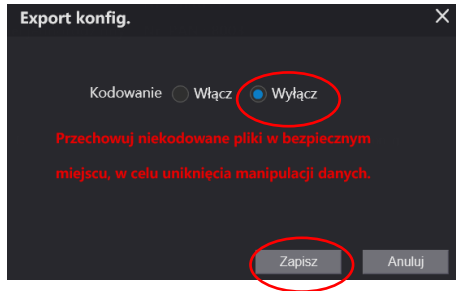 Export konfig.
Kodowanie Włącz Wyłącz
Przechowuj niekodowane pliki w bezpiecznym
miejscu, w celu uniknięcia manipulacji danych.
Zapisz Anuluj